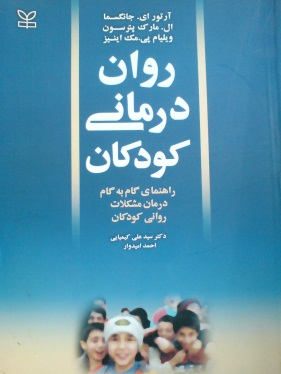 آرتور ای. جانگسما
ال. مارک پترسون
ویلیام پی. مک اینیز
روان
درمانی
کودکان
راهنمای گام به گام
درمان مشکلات
روانی کودکان
دکتر سید علی کیمیایی
احمد امیدوار